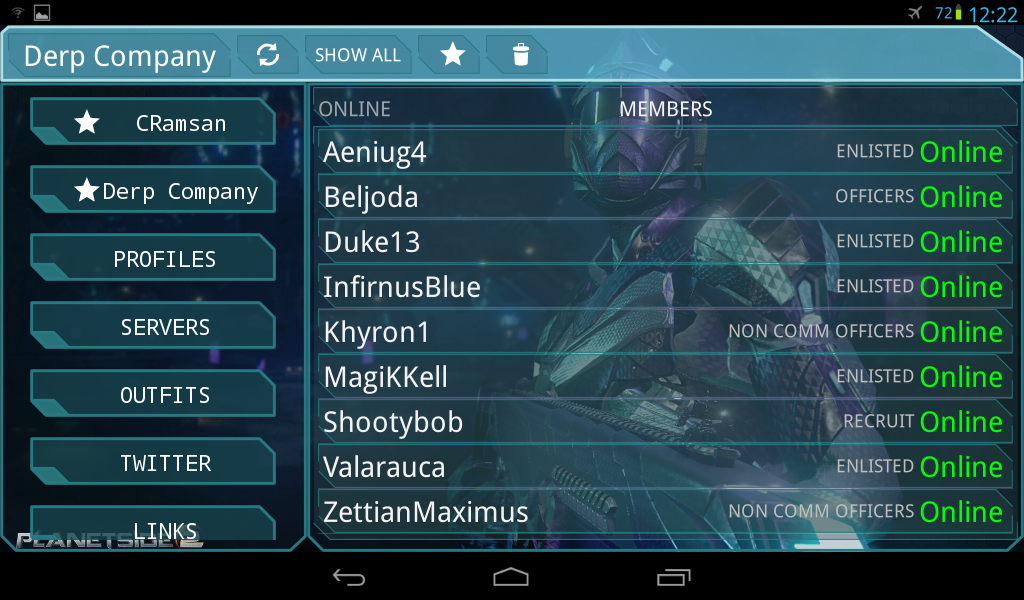 72 12:22
Derp Company SHOW ALL
CRamsan
Derp Company
PROFILES
SERVERS
OUTFITS
TWITTER
LINKS
PLANETSIDE 2
ONLINE MEMBERS
Aeniug4 ENLISTED Online
Beljoda OFFICERS Online
Duke13 ENLISTED Online
InfirnusBlue ENLISTED Online
Khyron1 NON COMM OFFICERS Online
MagiKKell ENLISTED Online
Shootybob RECRUIT Online
Valarauca ENLISTED Online
ZettianMaximus NON COMM OFFICERS Online